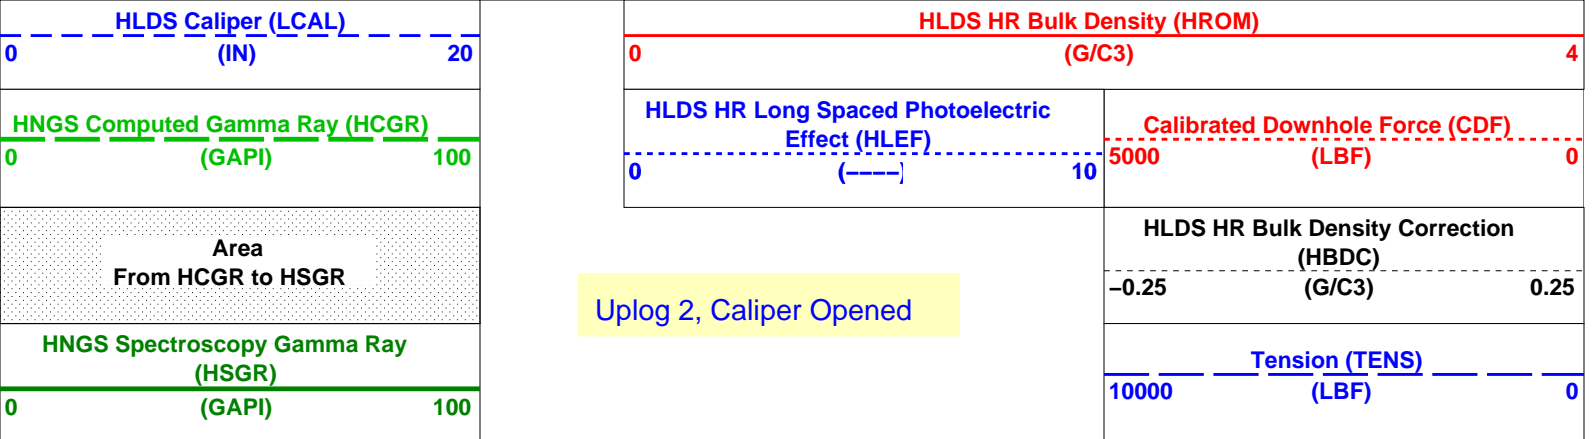 HLDS Caliper (LCAL)
0 (IN) 20
HNGS Computed Gamma Ray (HCGR)
0 (GAPI) 100
Area
From HCGR to HSGR
HNGS Spectroscopy Gamma Ray
(HSGR)
0 (GAPI) 100
HLDS HR Bulk Density (HROM)
0 (G/C3) 4
HLDS HR Long Spaced Photoelectric
Effect (HLEF)
0 (----) 10
Calibrated Downhole Force (CDF)
5000 (LBF) 0
HLDS HR Bulk Density Correction
(HBDC)
−0.25 (G/C3) 0.25
Uplog 2, Caliper Opened
Tension (TENS)
10000 (LBF) 0